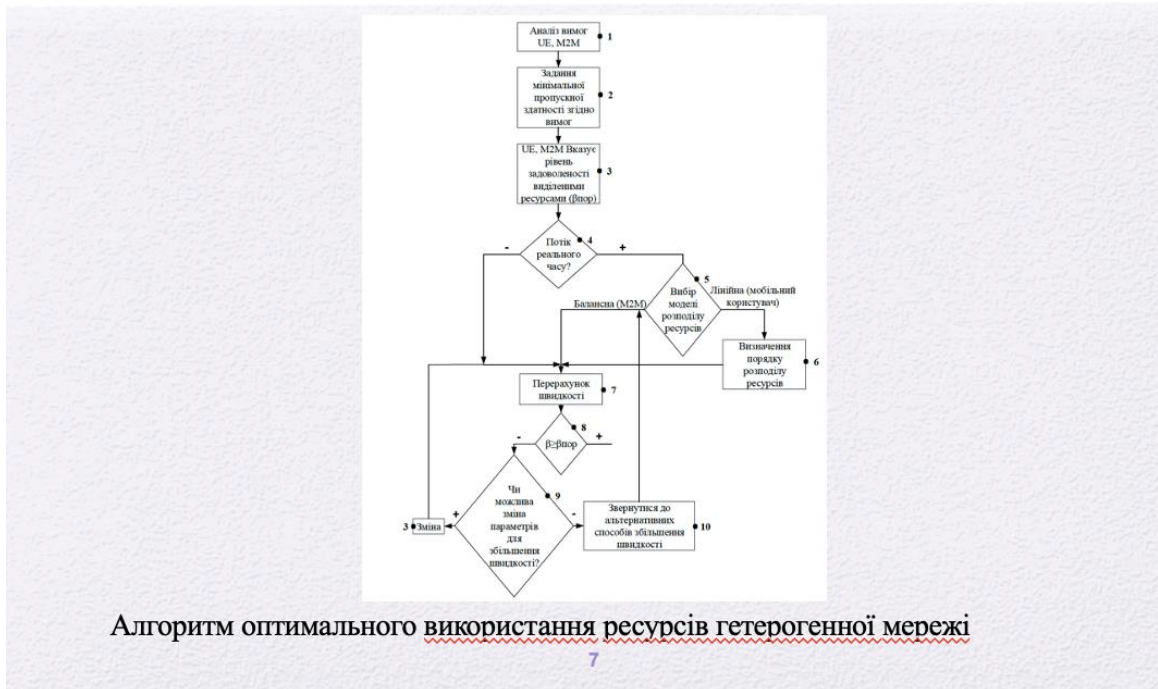 Аналіз вимог
UE, M2M
1
Задання
мінімальної
пропускної
здатності згідно
вимог
2
UE, M2M Вказує
рівень
задоволеності
виділеними
ресурсами (βпор)
3
Потік
реального
часу?
4
-
+
Вибір
моделі
розподілу
ресурсів
5
Балансна (M2M)
Лінійна (мобільний
користувач)
Визначення
порядку
розподілу
ресурсів
6
Перерахунок
швидкості
7
β≥βпор
8
-
+
Чи
можлива
зміна
параметрів
для
збільшення
швидкості?
9
+
-
3
Зміна
Звернутися до
альтернативних
способів збільшення
швидкості
10
Алгоритм оптимального використання ресурсів гетерогенної мережі
7